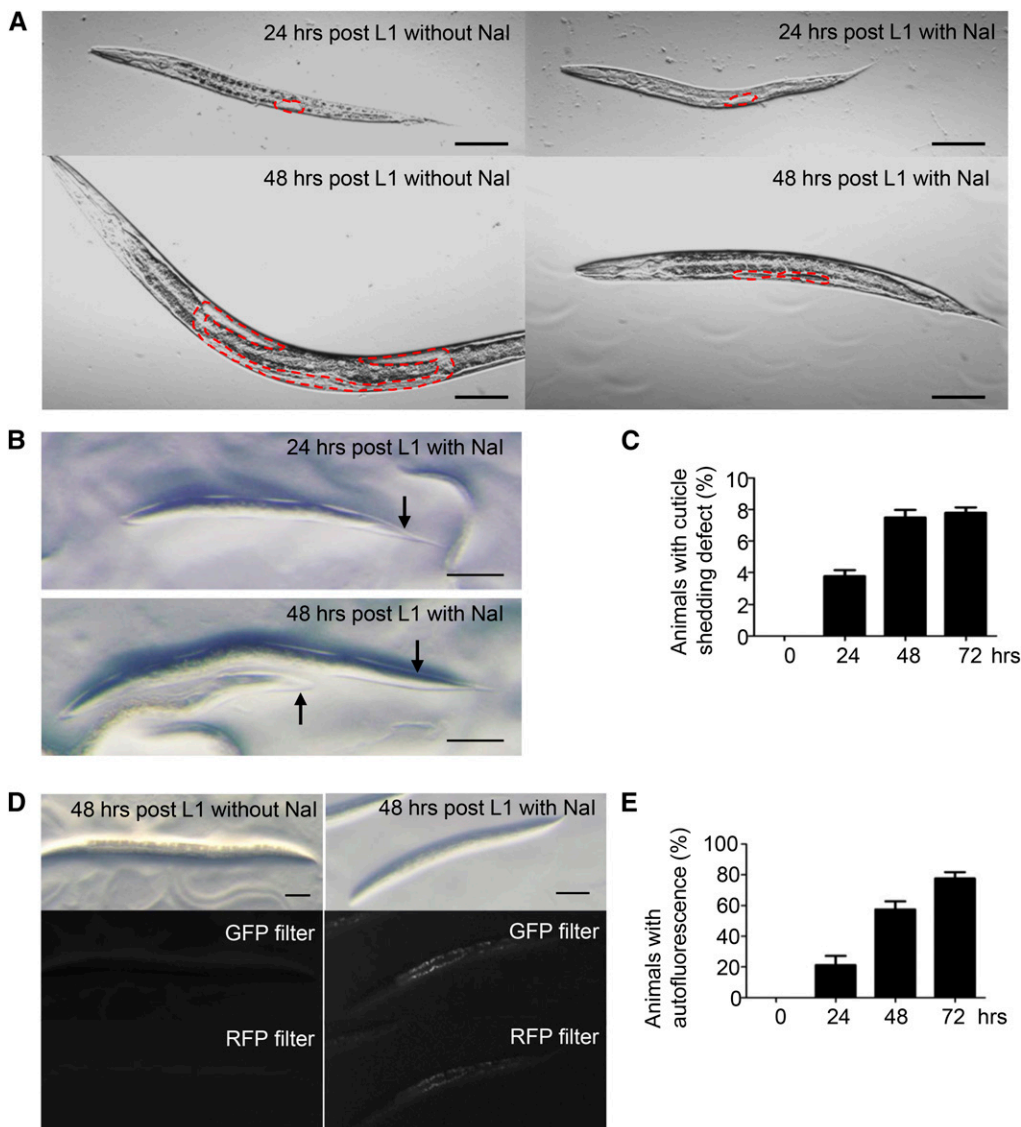 A
24 hrs post L1 without NaI
24 hrs post L1 with NaI
48 hrs post L1 without NaI
48 hrs post L1 with NaI
B
24 hrs post L1 with NaI
48 hrs post L1 with NaI
C
Animals with cuticle
shedding defect (%)
10
8
6
4
2
0
0 24 48 72 hrs
D
48 hrs post L1 without NaI
48 hrs post L1 with NaI
GFP filter
GFP filter
RFP filter
RFP filter
E
Animals with
autofluorescence (%)
100
80
60
40
20
0
0 24 48 72 hrs